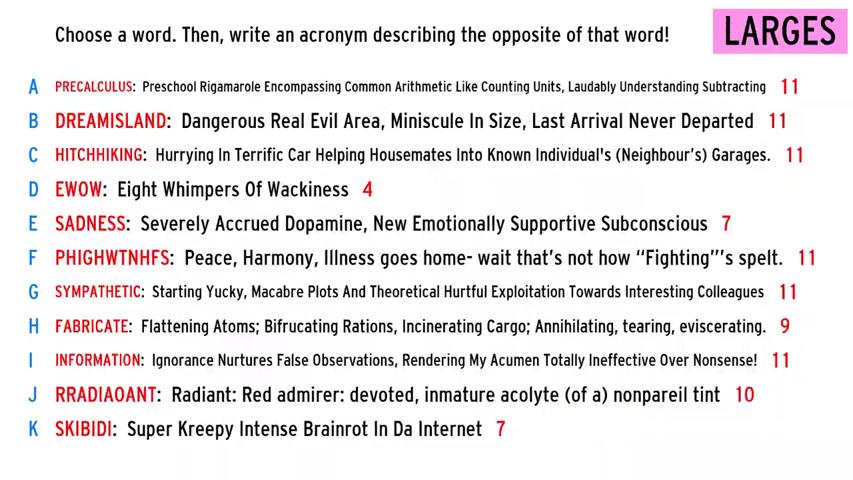 Choose a word. Then, write an acronym describing the opposite of that word!
LARGES
A PRECALCULUS: Preschool Rigamarole Encompassing Common Arithmetic Like Counting Units, Laudably Understanding Subtracting 11
B DREAMISLAND: Dangerous Real Evil Area, Miniscule In Size, Last Arrival Never Departed 11
C HITCHHIKING: Hurrying In Terrific Car Helping Housemates Into Known Individual's (Neighbour's) Garages. 11
D EWOW: Eight Whimpers Of Wackiness 4
E SADNESS: Severely Accrued Dopamine, New Emotionally Supportive Subconscious 7
F PHIGHWTNHFS: Peace, Harmony, Illness goes home- wait that's not how “Fighting”'s spelt. 11
G SYMPATHETIC: Starting Yucky, Macabre Plots And Theoretical Hurtful Exploitation Towards Interesting Colleagues 11
H FABRICATE: Flattening Atoms; Bifrucating Rations, Incinerating Cargo; Annihilating, tearing, eviscerating. 9
I INFORMATION: Ignorance Nurtures False Observations, Rendering My Acumen Totally Ineffective Over Nonsense! 11
J RRADIAOANT: Radiant: Red admirer: devoted, inmature acolyte (of a) nonpareil tint 10
K SKIBIDI: Super Kreepy Intense Brainrot In Da Internet 7